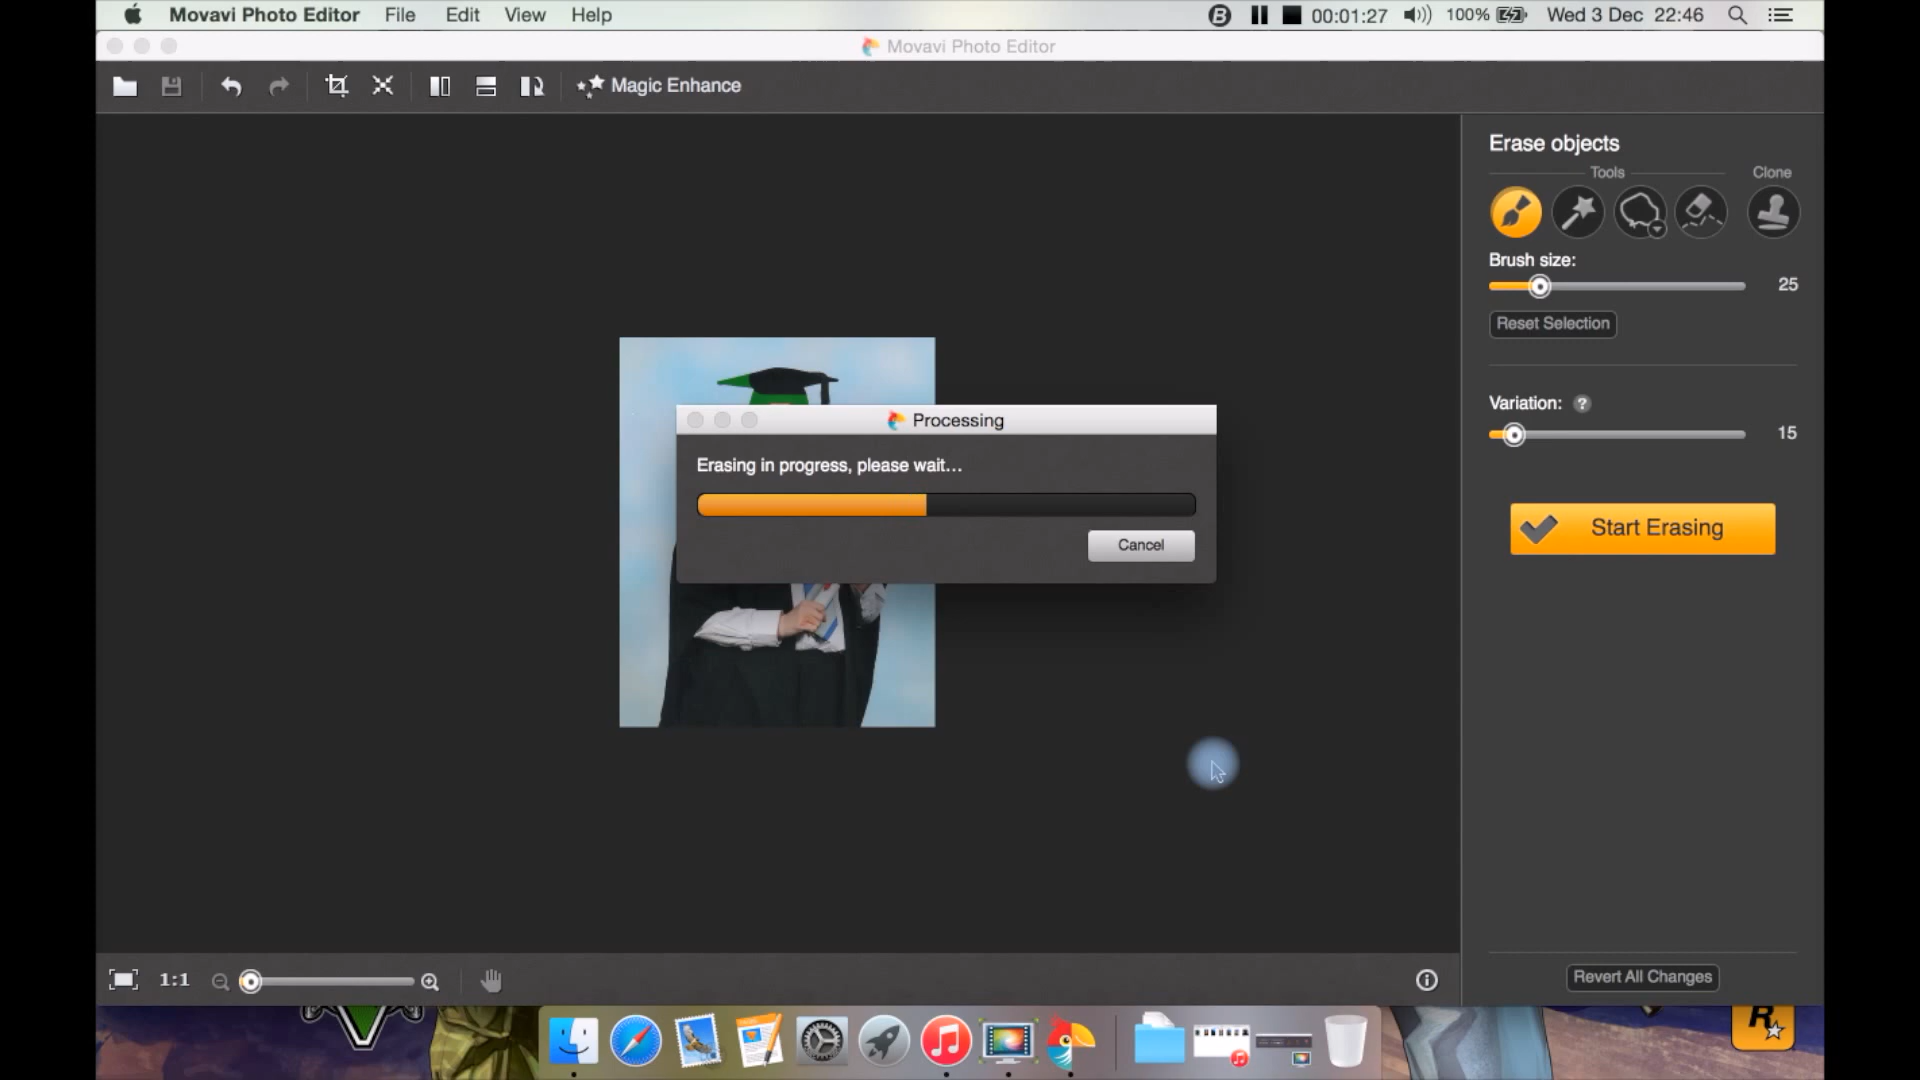 Movavi Photo Editor File Edit View Help 00:01:27 100% Wed 3 Dec 22:46
Movavi Photo Editor
Magic Enhance
Erase objects
Tools Clone
Brush size:
25
Reset Selection
Variation: ?
15
Start Erasing
Processing
Erasing in progress, please wait...
Cancel
1:1
Revert All Changes
R